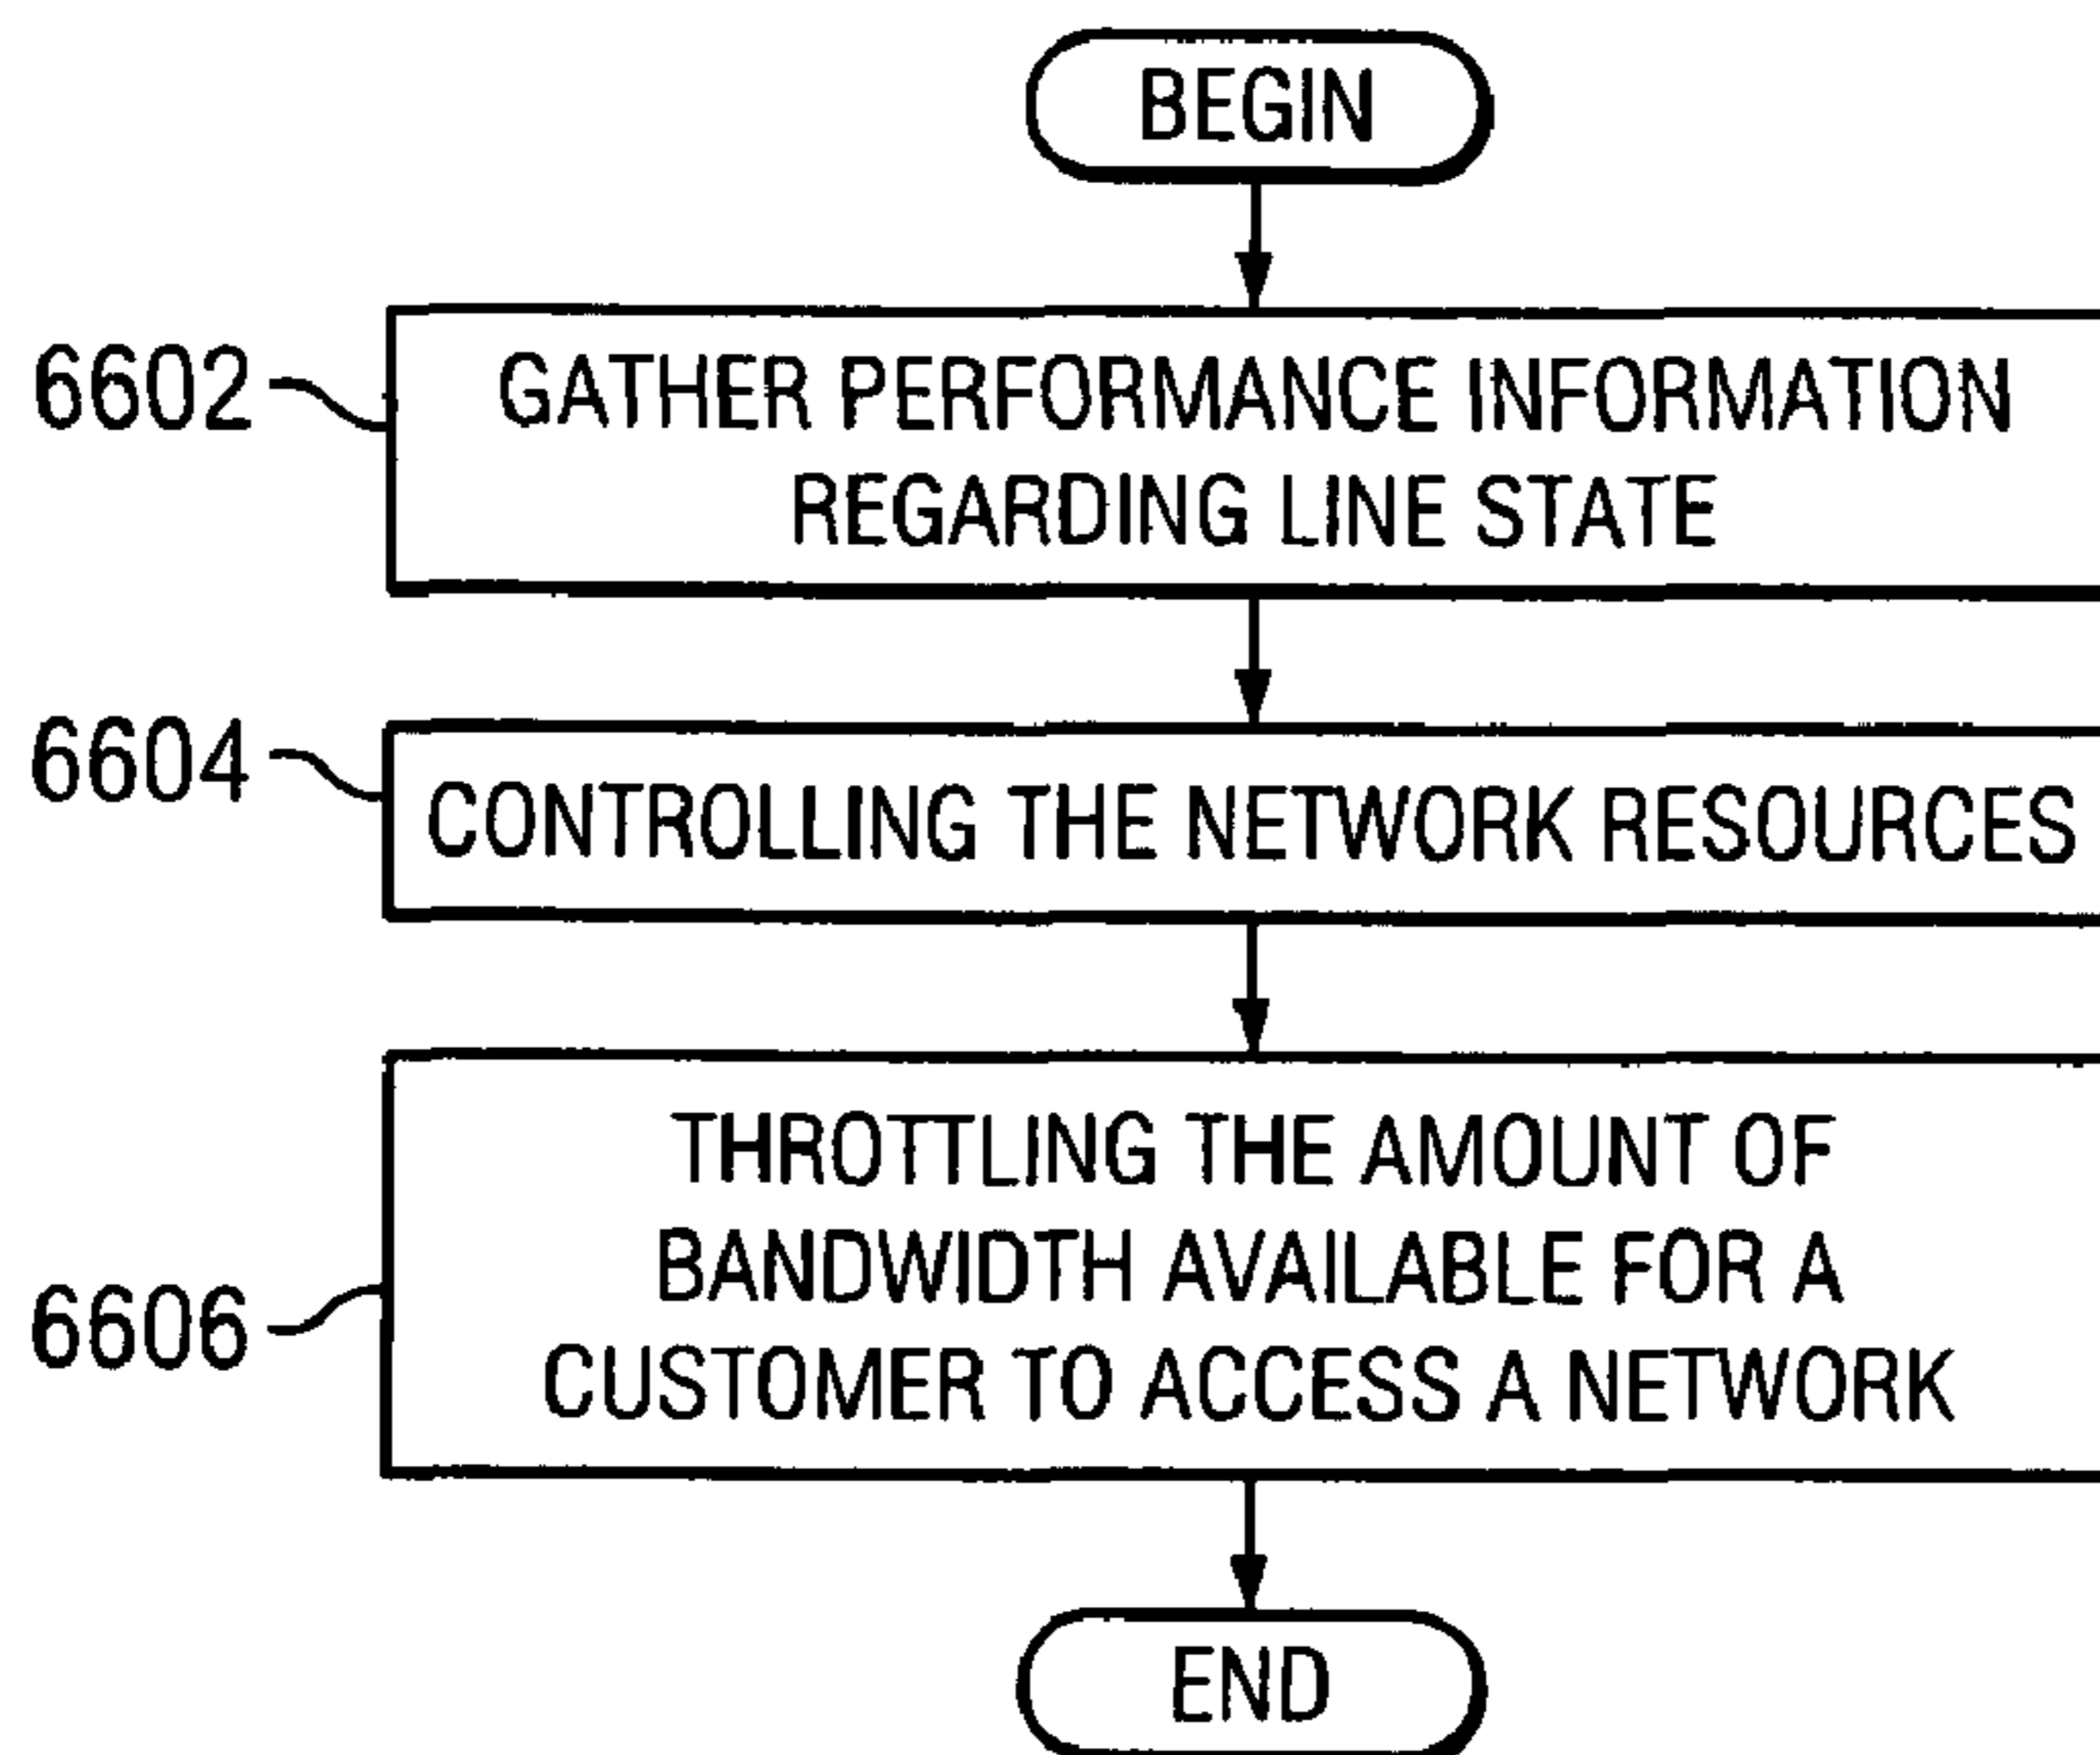 BEGIN
6602
GATHER PERFORMANCE INFORMATION
REGARDING LINE STATE
6604
CONTROLLING THE NETWORK RESOURCES
6606
THROTTLING THE AMOUNT OF
BANDWIDTH AVAILABLE FOR A
CUSTOMER TO ACCESS A NETWORK
END